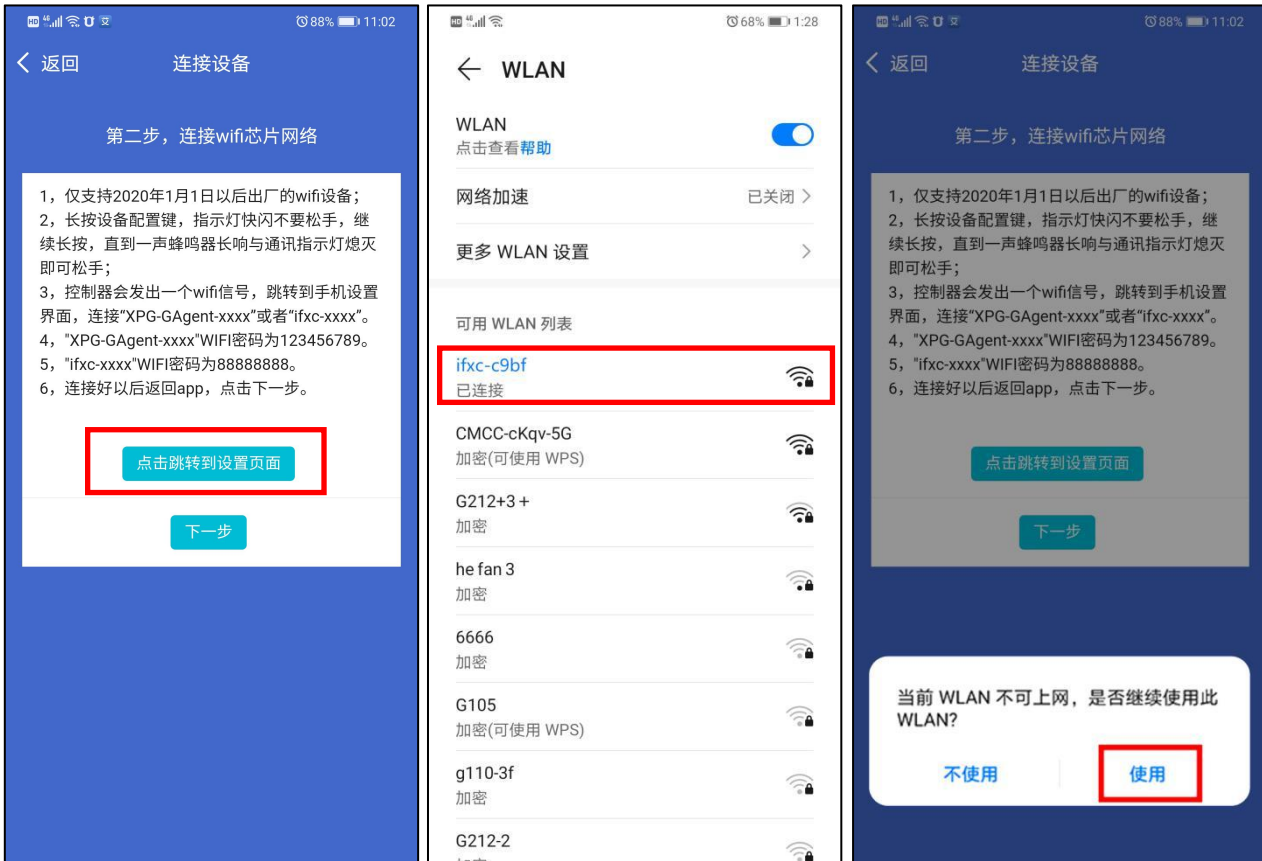 HD 46 88% 11:02
返回 连接设备
第二步，连接wifi芯片网络
1，仅支持2020年1月1日以后出厂的wifi设备；
2，长按设备配置键，指示灯快闪不要松手，继
续长按，直到一声蜂鸣器长响与通讯指示灯熄灭
即可松手；
3，控制器会发出一个wifi信号，跳转到手机设置
界面，连接“XPG-GAgent-xxxx”或者“ifxc-xxxx”。
4，"XPG-GAgent-xxxx"WIFI密码为123456789。
5，"ifxc-xxxx"WIFI密码为88888888。
6，连接好以后返回app，点击下一步。
点击跳转到设置页面
下一步
HD 46 68% 1:28
WLAN
WLAN
点击查看帮助
网络加速 已关闭
更多 WLAN 设置
可用 WLAN 列表
ifxc-c9bf
已连接
CMCC-cKqv-5G
加密(可使用 WPS)
G212+3 +
加密
he fan 3
加密
6666
加密
G105
加密(可使用 WPS)
g110-3f
加密
G212-2
HD 46 88% 11:02
返回 连接设备
第二步，连接wifi芯片网络
1，仅支持2020年1月1日以后出厂的wifi设备；
2，长按设备配置键，指示灯快闪不要松手，继
续长按，直到一声蜂鸣器长响与通讯指示灯熄灭
即可松手；
3，控制器会发出一个wifi信号，跳转到手机设置
界面，连接“XPG-GAgent-xxxx”或者“ifxc-xxxx”。
4，"XPG-GAgent-xxxx"WIFI密码为123456789。
5，"ifxc-xxxx"WIFI密码为88888888。
6，连接好以后返回app，点击下一步。
点击跳转到设置页面
下一步
当前 WLAN 不可上网，是否继续使用此
WLAN?
不使用 使用